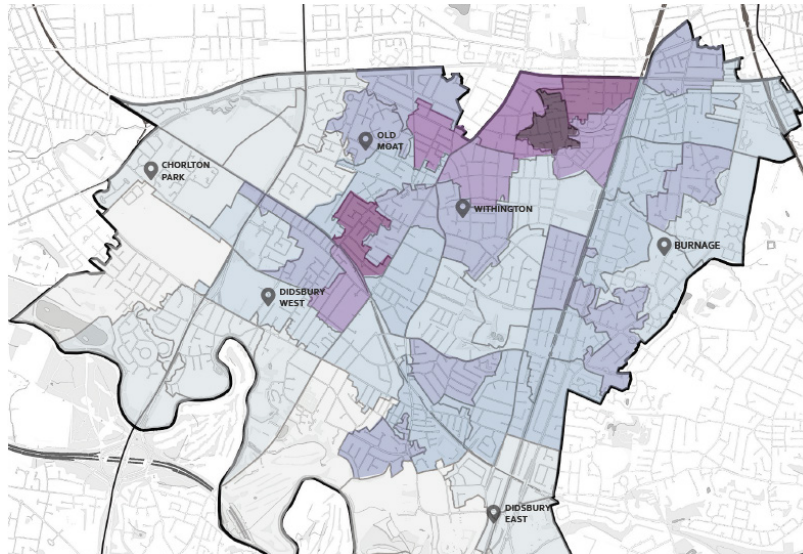 OLD
MOAT
CHORLTON
PARK
WITHINGTON
BURNAGE
DIDSBURY
WEST
DIDSBURY
EAST